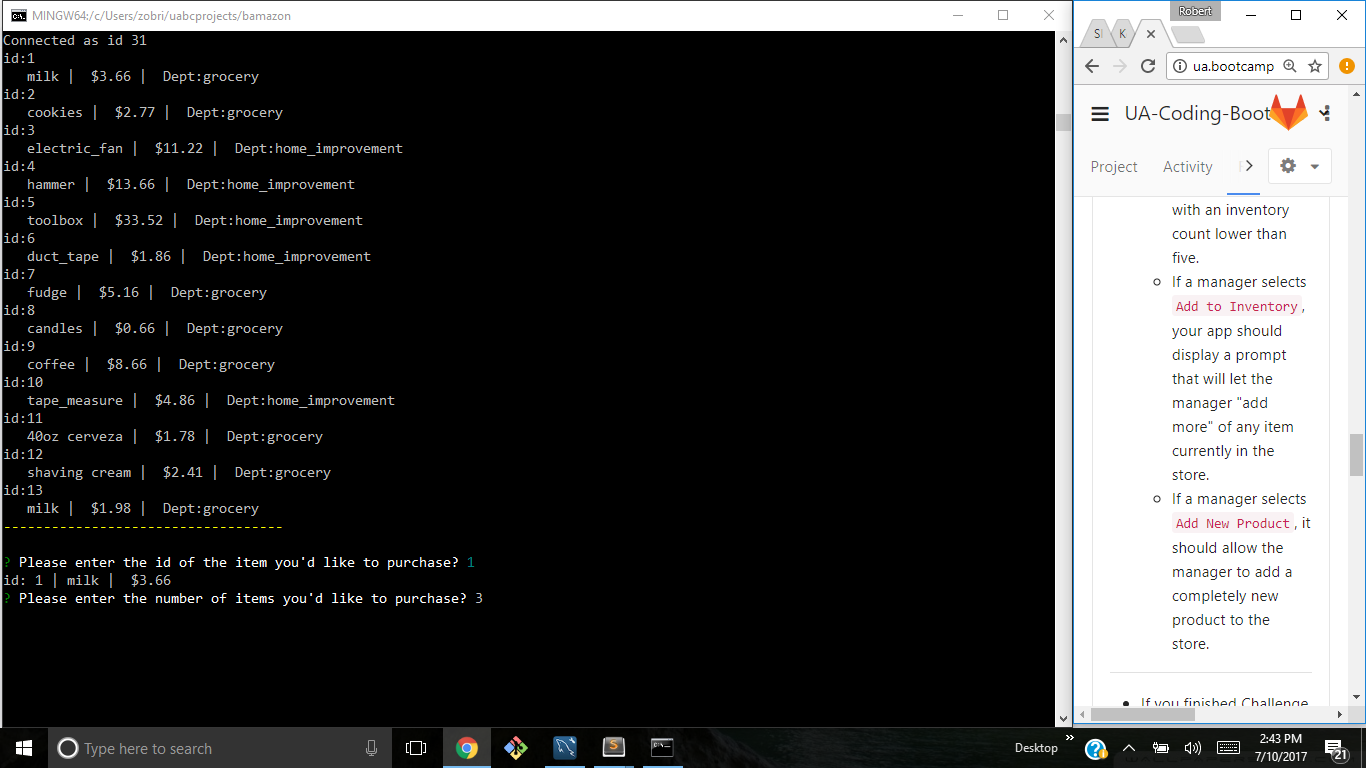 MINGW64:/c/Users/zobri/uabcprojects/bamazon
Connected as id 31
id:1
milk | $3.66 | Dept:grocery
id:2
cookies | $2.77 | Dept:grocery
id:3
electric_fan | $11.22 | Dept:home_improvement
id:4
hammer | $13.66 | Dept:home_improvement
id:5
toolbox | $33.52 | Dept:home_improvement
id:6
duct_tape | $1.86 | Dept:home_improvement
id:7
fudge | $5.16 | Dept:grocery
id:8
candles | $0.66 | Dept:grocery
id:9
coffee | $8.66 | Dept:grocery
id:10
tape_measure | $4.86 | Dept:home_improvement
id:11
40oz cerveza | $1.78 | Dept:grocery
id:12
shaving cream | $2.41 | Dept:grocery
id:13
milk | $1.98 | Dept:grocery
-----------------------------------
? Please enter the id of the item you'd like to purchase? 1
id: 1 | milk | $3.66
? Please enter the number of items you'd like to purchase? 3
Robert
K
ua.bootcamp
UA-Coding-Boot
Project Activity
with an inventory
count lower than
five.
If a manager selects
Add to Inventory,
your app should
display a prompt
that will let the
manager "add
more" of any item
currently in the
store.
If a manager selects
Add New Product, it
should allow the
manager to add a
completely new
product to the
store.
If you finished Challenge
Type here to search
Desktop
2:43 PM
7/10/2017
21